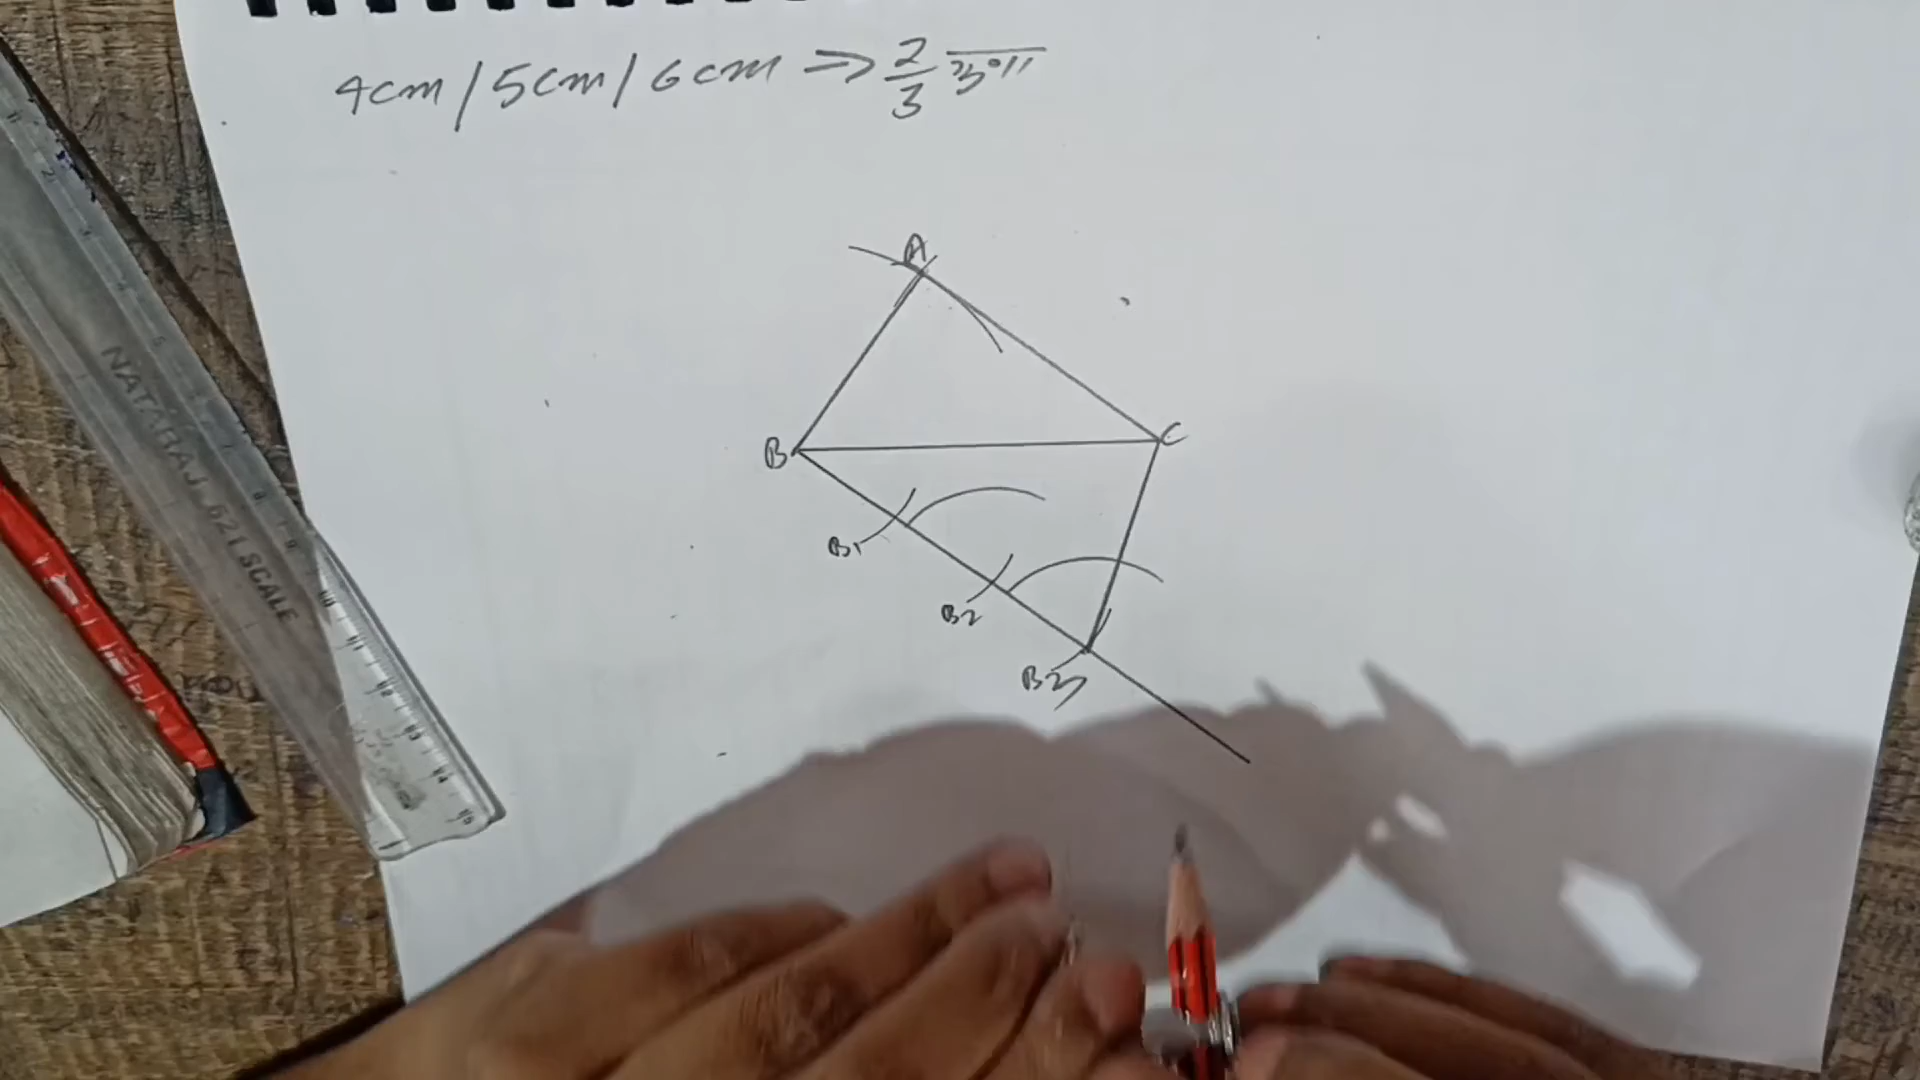 4cm / 5cm / 6cm => 2/3 गुना
A
B
C
B1
B2
B3
NATARAJ 621 SCALE